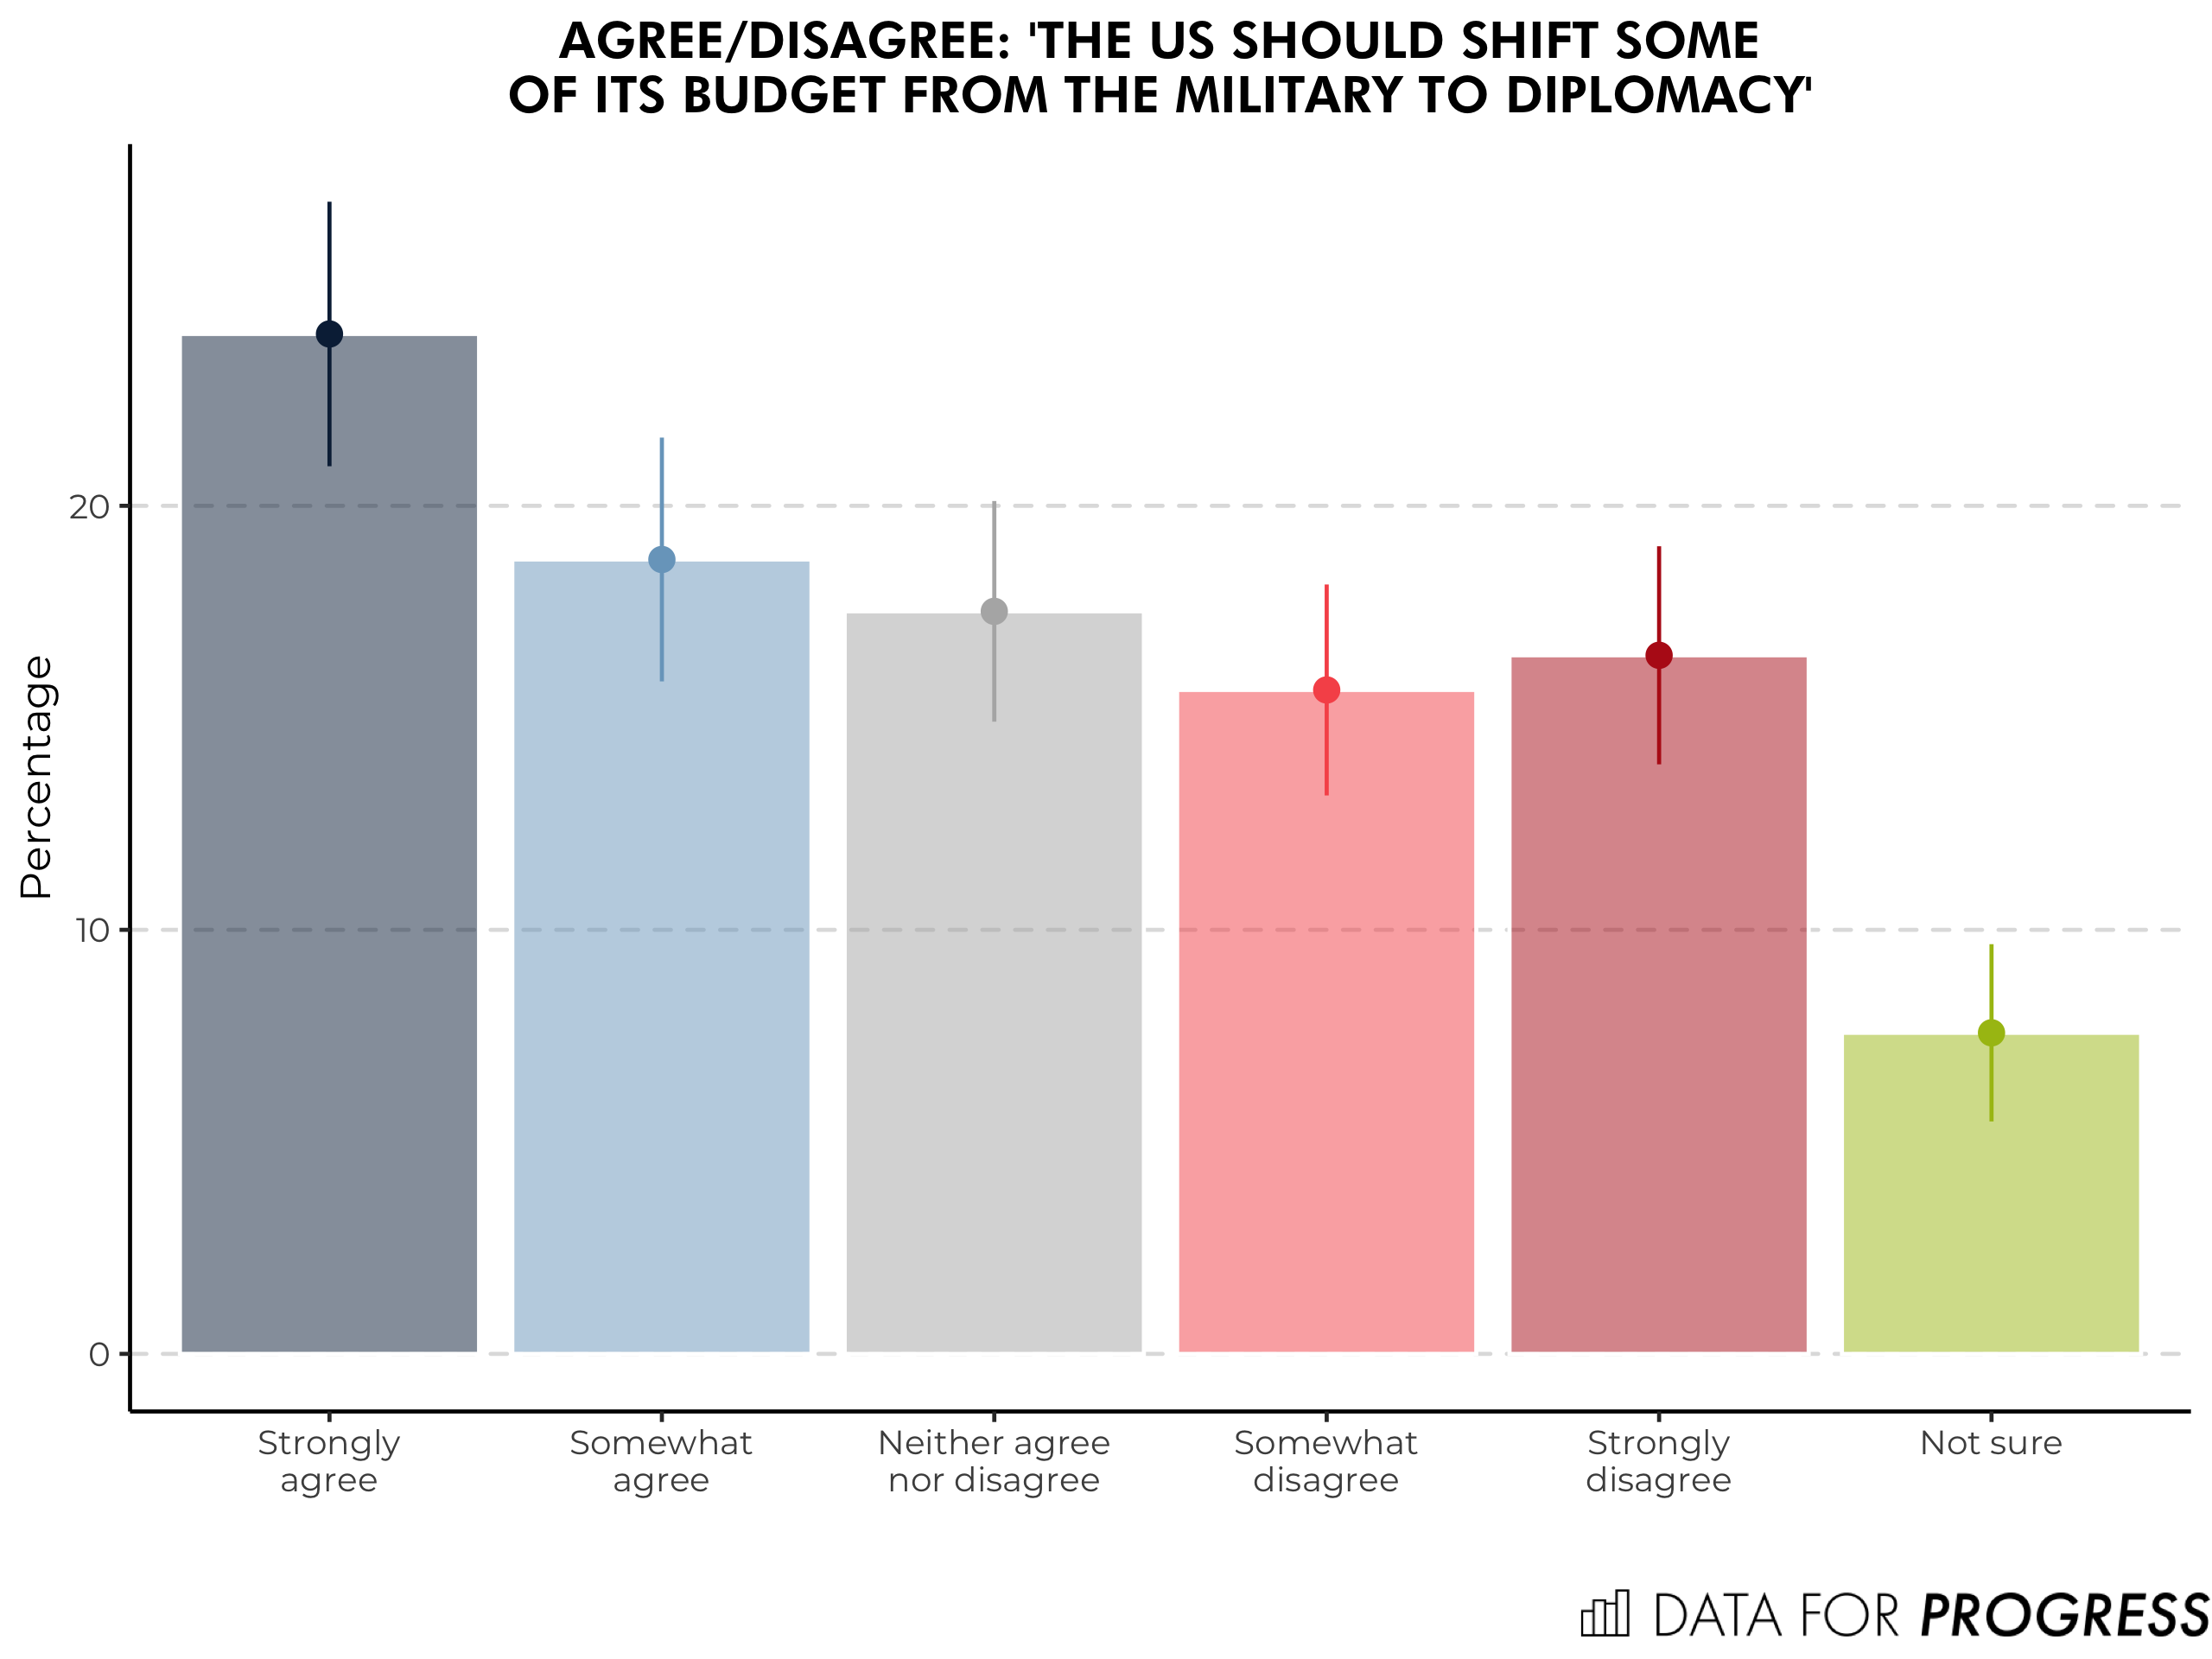 AGREE/DISAGREE: 'THE US SHOULD SHIFT SOME
OF ITS BUDGET FROM THE MILITARY TO DIPLOMACY'
Percentage
20
10
0
Strongly
agree
Somewhat
agree
Neither agree
nor disagree
Somewhat
disagree
Strongly
disagree
Not sure
DATA FOR PROGRESS